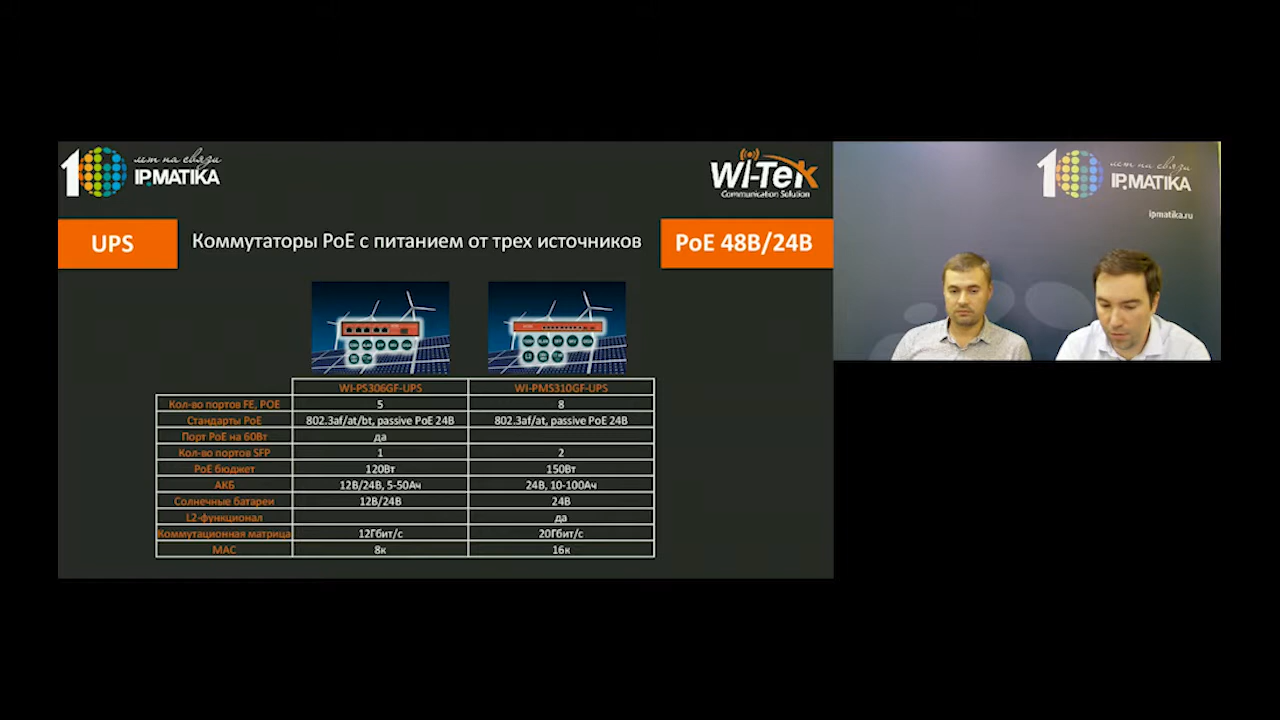 10 лет на связи
IPMATIKA
WI-Tek
Communication Solution
UPS
Коммутаторы PoE с питанием от трех источников
PoE 48В/24В
WI-PS306GF-UPS WI-PMS310GF-UPS
Кол-во портов FE, POE 5 8
Стандарты PoE 802.3af/at/bt, passive PoE 24В 802.3af/at, passive PoE 24В
Порт PoE на 60Вт да
Кол-во портов SFP 1 2
PoE бюджет 120Вт 150Вт
АКБ 12В/24В, 5-50Ач 24В, 10-100Ач
Солнечные батареи 12В/24В 24В
L2-функционал да
Коммутационная матрица 12Гбит/с 20Гбит/с
MAC 8к 16к
10 лет на связи
IPMATIKA
ipmatika.ru